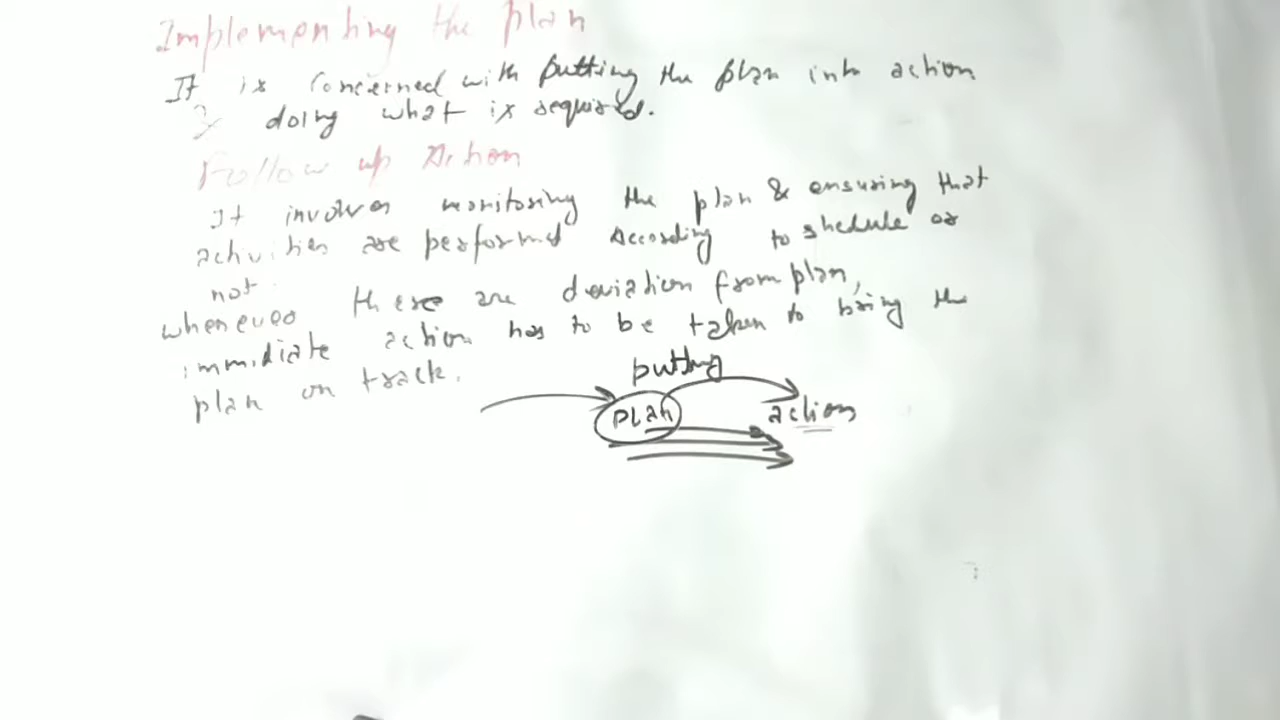 Implementing the plan
It is concerned with putting the plan into action
& doing what is required.
Follow up Action
It involves monitoring the plan & ensuring that
activities are performed According to shedule or
not.
whenever there are deviation from plan,
immidiate action has to be taken to bring the
plan on track.
putting
plan
action